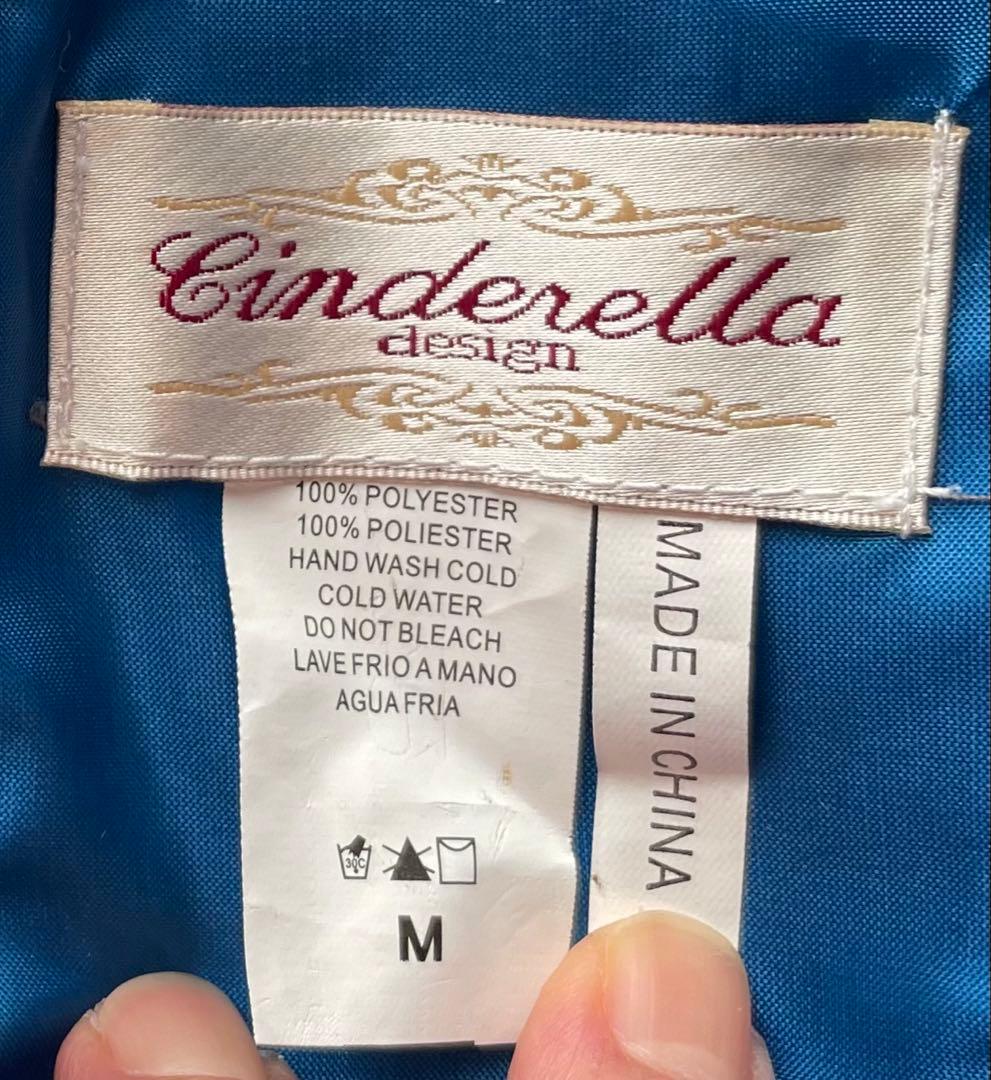 Cinderella
design
100% POLYESTER
100% POLIESTER
HAND WASH COLD
COLD WATER
DO NOT BLEACH
LAVE FRIO A MANO
AGUA FRIA
30C
M
MADE IN CHINA